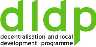 dldp
decentralisation and local
development programme